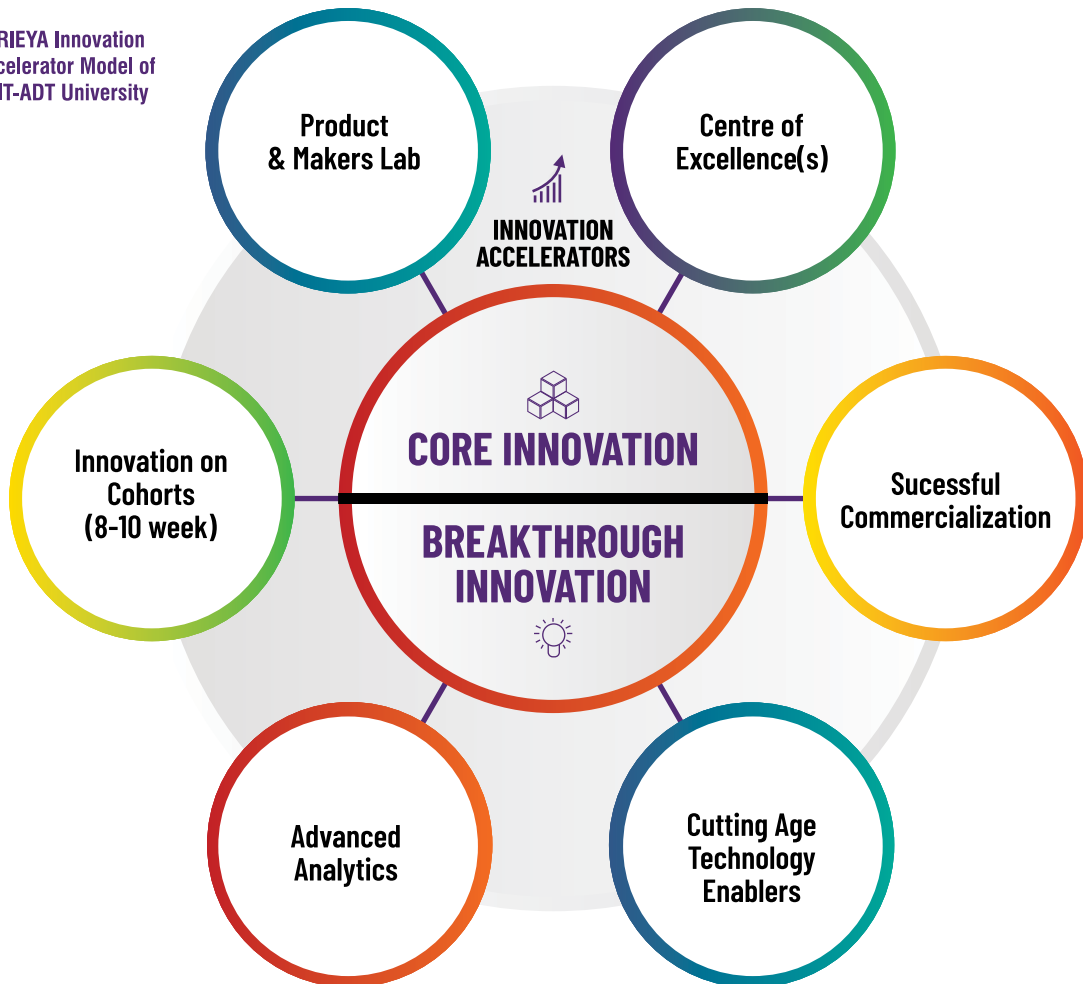 RIEYA Innovation
celerator Model of
IT-ADT University
Product
& Makers Lab
Centre of
Excellence(s)
INNOVATION
ACCELERATORS
CORE INNOVATION
BREAKTHROUGH
INNOVATION
Innovation on
Cohorts
(8-10 week)
Sucessful
Commercialization
Advanced
Analytics
Cutting Age
Technology
Enablers